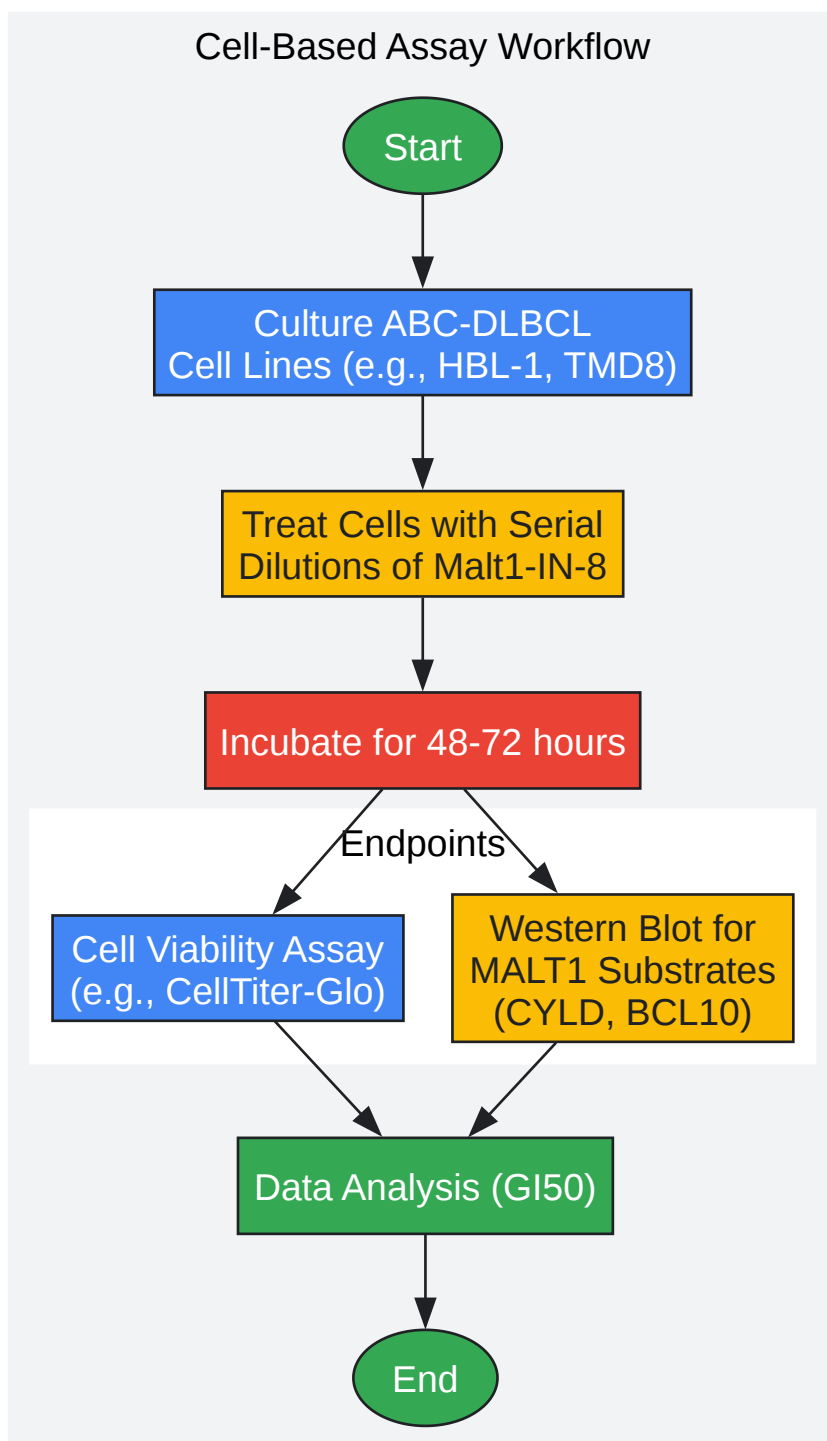 Cell-Based Assay Workflow
Start
Culture ABC-DLBCL
Cell Lines (e.g., HBL-1, TMD8)
Treat Cells with Serial
Dilutions of Malt1-IN-8
Incubate for 48-72 hours
Endpoints
Cell Viability Assay
(e.g., CellTiter-Glo)
Western Blot for
MALT1 Substrates
(CYLD, BCL10)
Data Analysis (GI50)
End